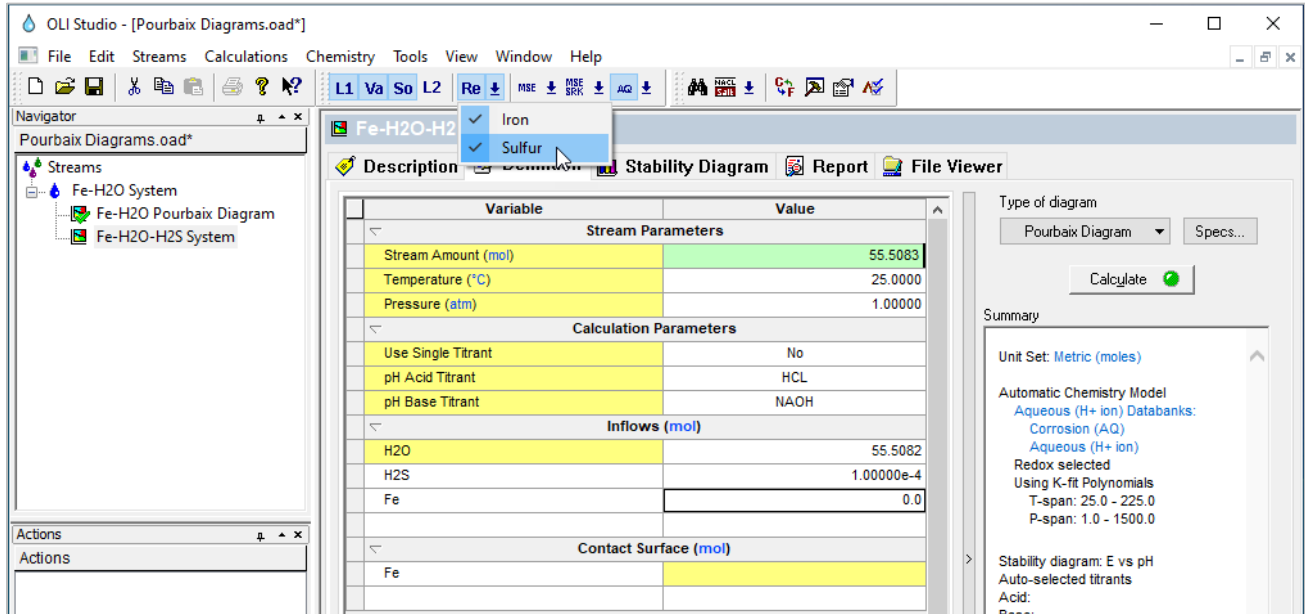 OLI Studio - [Pourbaix Diagrams.oad*]
File Edit Streams Calculations Chemistry Tools View Window Help
L1 Va So L2 Re MSE MSE SRK AQ NACL Salt C+ F
Navigator
Pourbaix Diagrams.oad*
Streams
Fe-H2O System
Fe-H2O Pourbaix Diagram
Fe-H2O-H2S System
Actions
Actions
Iron
Sulfur
Fe-H2O-H2
Description Definition Stability Diagram Report File Viewer
Variable Value
Stream Parameters
Stream Amount (mol) 55.5083
Temperature (°C) 25.0000
Pressure (atm) 1.00000
Calculation Parameters
Use Single Titrant No
pH Acid Titrant HCL
pH Base Titrant NAOH
Inflows (mol)
H2O 55.5082
H2S 1.00000e-4
Fe 0.0
Contact Surface (mol)
Fe
>
Type of diagram
Pourbaix Diagram Specs...
Calculate
Summary
Unit Set: Metric (moles)
Automatic Chemistry Model
Aqueous (H+ ion) Databanks:
Corrosion (AQ)
Aqueous (H+ ion)
Redox selected
Using K-fit Polynomials
T-span: 25.0 - 225.0
P-span: 1.0 - 1500.0
Stability diagram: E vs pH
Auto-selected titrants
Acid: